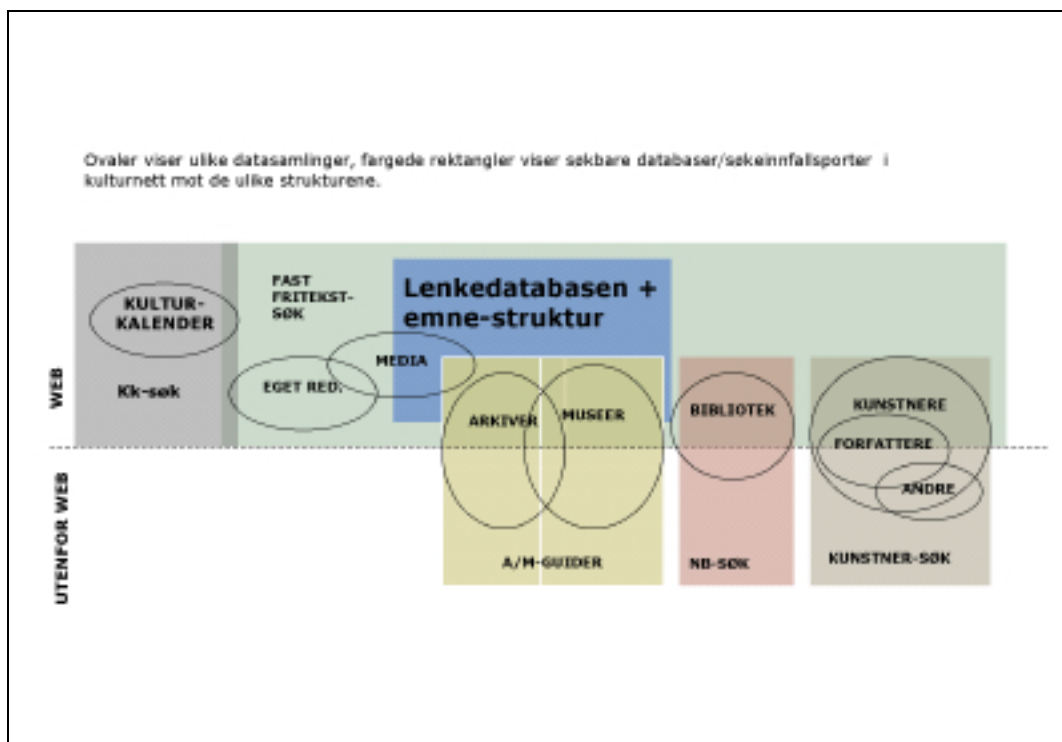 Ovaler viser ulike datasamlinger, fargede rektangler viser søkbare databaser/søkeinnfallsporter i
kulturnett mot de ulike strukturene.
FAST
FRITEKST-
SØK
Lenkedatabasen +
emne-struktur
KULTUR-
KALENDER
MEDIA
EGET RED.
Kk-søk
WEB
ARKIVER
MUSEER
BIBLIOTEK
KUNSTNERE
FORFATTERE
ANDRE
UTENFOR WEB
A/M-GUIDER
NB-SØK
KUNSTNER-SØK